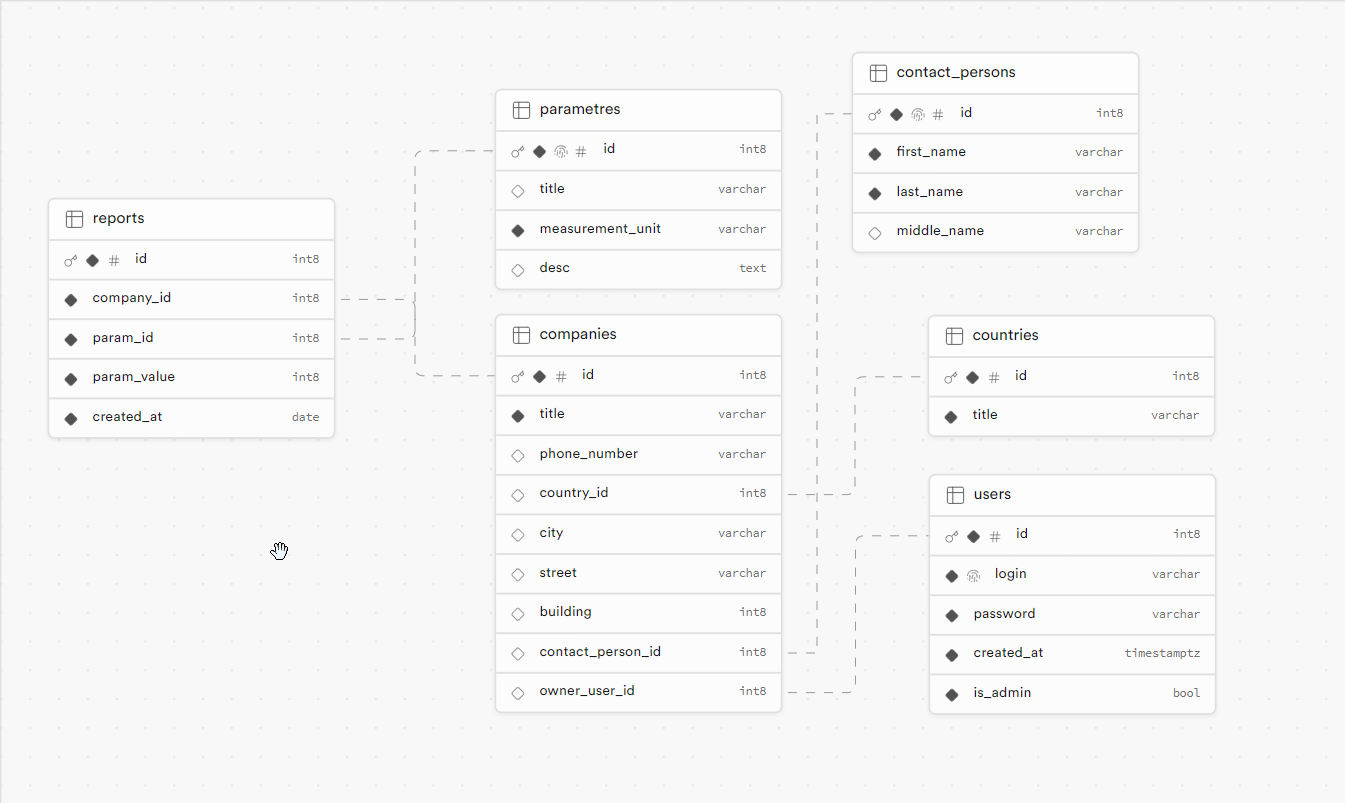 reports
id int8
company_id int8
param_id int8
param_value int8
created_at date
parametres
id int8
title varchar
measurement_unit varchar
desc text
companies
id int8
title varchar
phone_number varchar
country_id int8
city varchar
street varchar
building int8
contact_person_id int8
owner_user_id int8
contact_persons
id int8
first_name varchar
last_name varchar
middle_name varchar
countries
id int8
title varchar
users
id int8
login varchar
password varchar
created_at timestamptz
is_admin bool